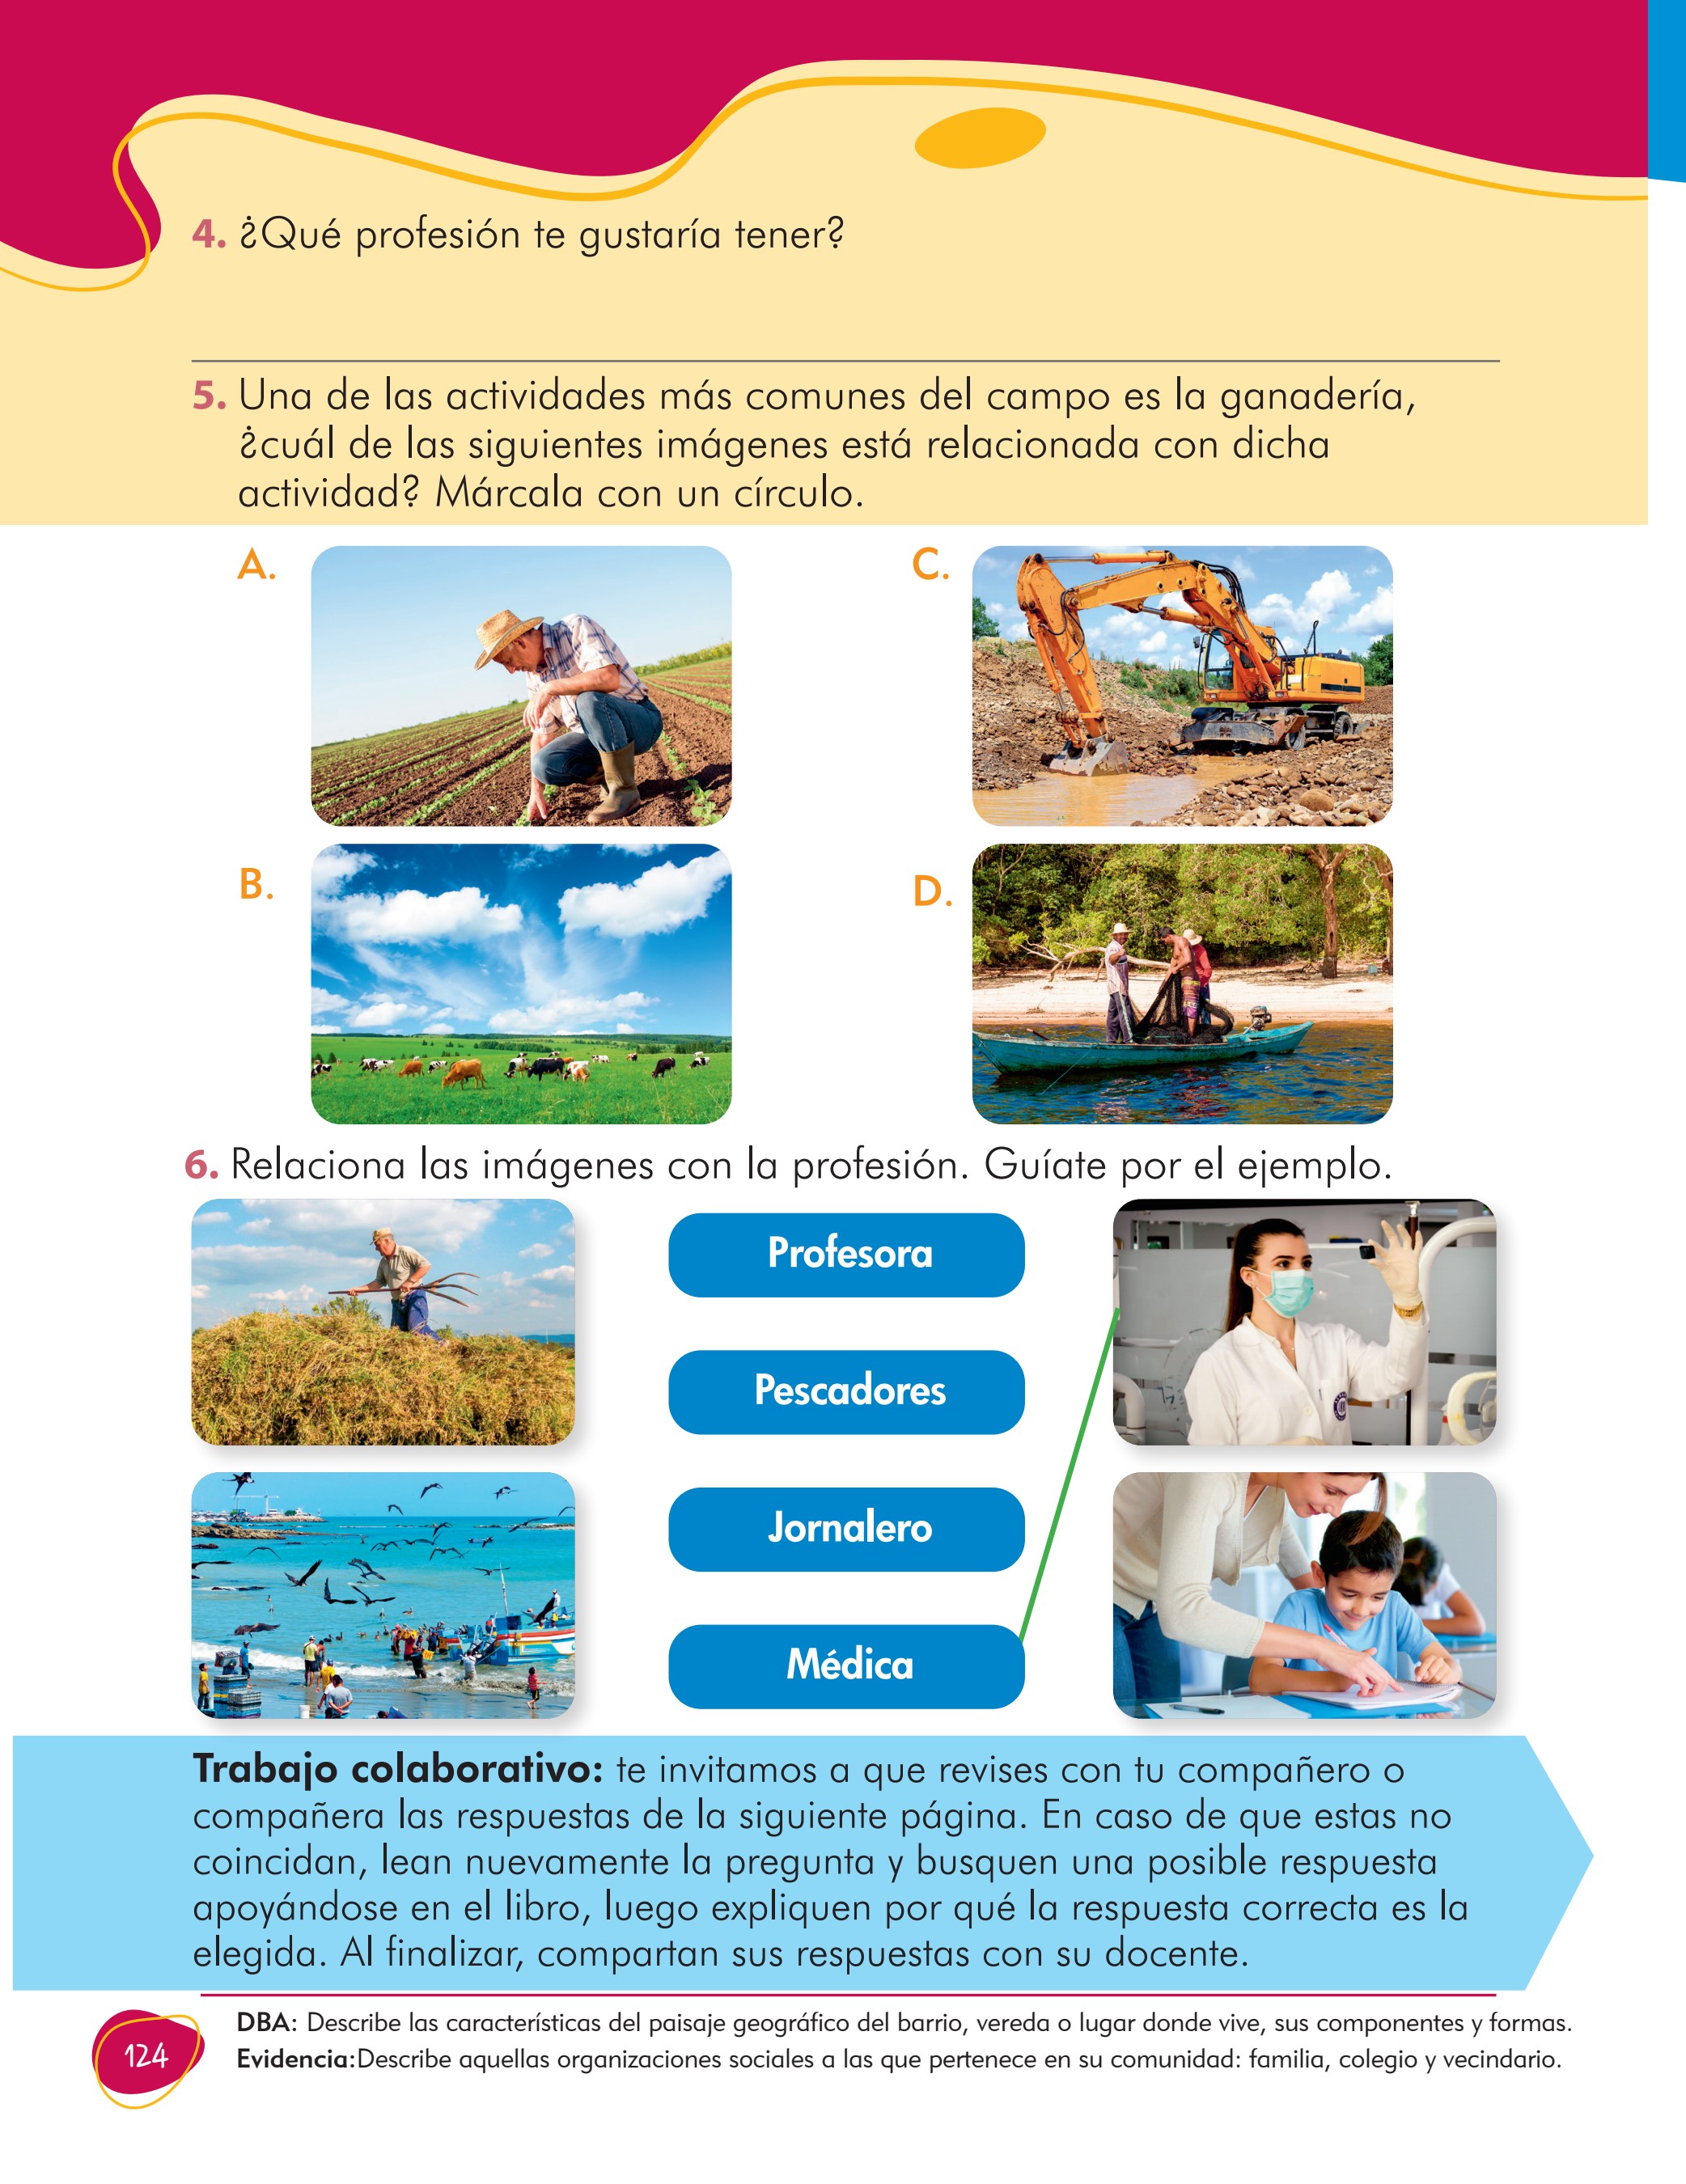 4. ¿Qué profesión te gustaría tener?
5. Una de las actividades más comunes del campo es la ganadería,
¿cuál de las siguientes imágenes está relacionada con dicha
actividad? Márcala con un círculo.
A.
C.
B.
D.
6. Relaciona las imágenes con la profesión. Guíate por el ejemplo.
Profesora
Pescadores
Jornalero
Médica
Trabajo colaborativo: te invitamos a que revises con tu compañero o
compañera las respuestas de la siguiente página. En caso de que estas no
coincidan, lean nuevamente la pregunta y busquen una posible respuesta
apoyándose en el libro, luego expliquen por qué la respuesta correcta es la
elegida. Al finalizar, compartan sus respuestas con su docente.
DBA: Describe las características del paisaje geográfico del barrio, vereda o lugar donde vive, sus componentes y formas.
Evidencia:Describe aquellas organizaciones sociales a las que pertenece en su comunidad: familia, colegio y vecindario.
124